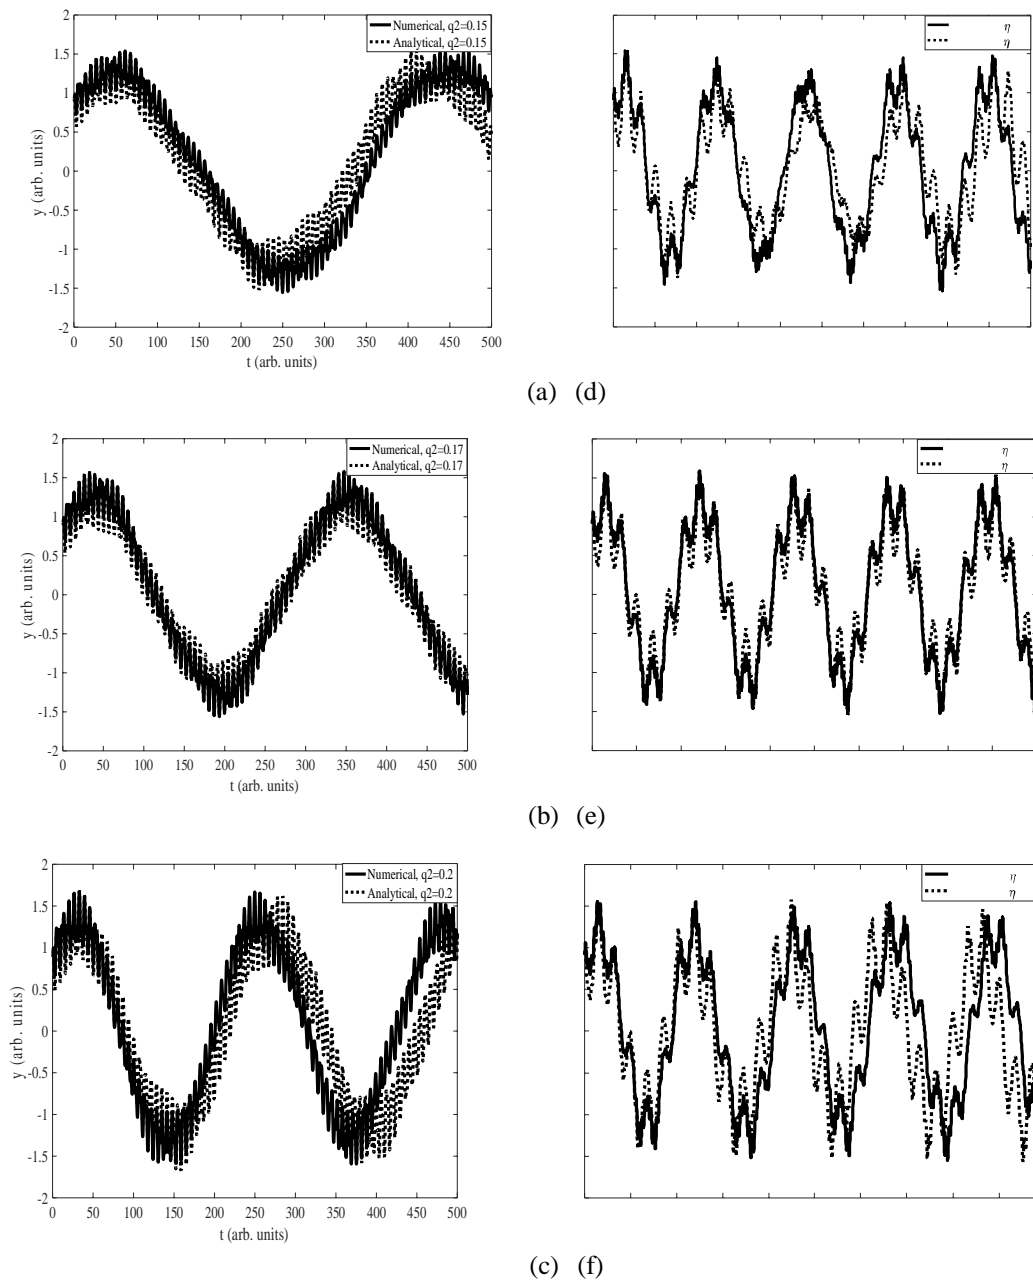 Numerical, q2=0.15
Analytical, q2=0.15
2
1.5
1
0.5
0
-0.5
-1
-1.5
-2
y (arb. units)
0 50 100 150 200 250 300 350 400 450 500
t (arb. units)
η
η
(a) (d)
Numerical, q2=0.17
Analytical, q2=0.17
2
1.5
1
0.5
0
-0.5
-1
-1.5
-2
y (arb. units)
0 50 100 150 200 250 300 350 400 450 500
t (arb. units)
η
η
(b) (e)
Numerical, q2=0.2
Analytical, q2=0.2
2
1.5
1
0.5
0
-0.5
-1
-1.5
-2
y (arb. units)
0 50 100 150 200 250 300 350 400 450 500
t (arb. units)
η
η
(c) (f)